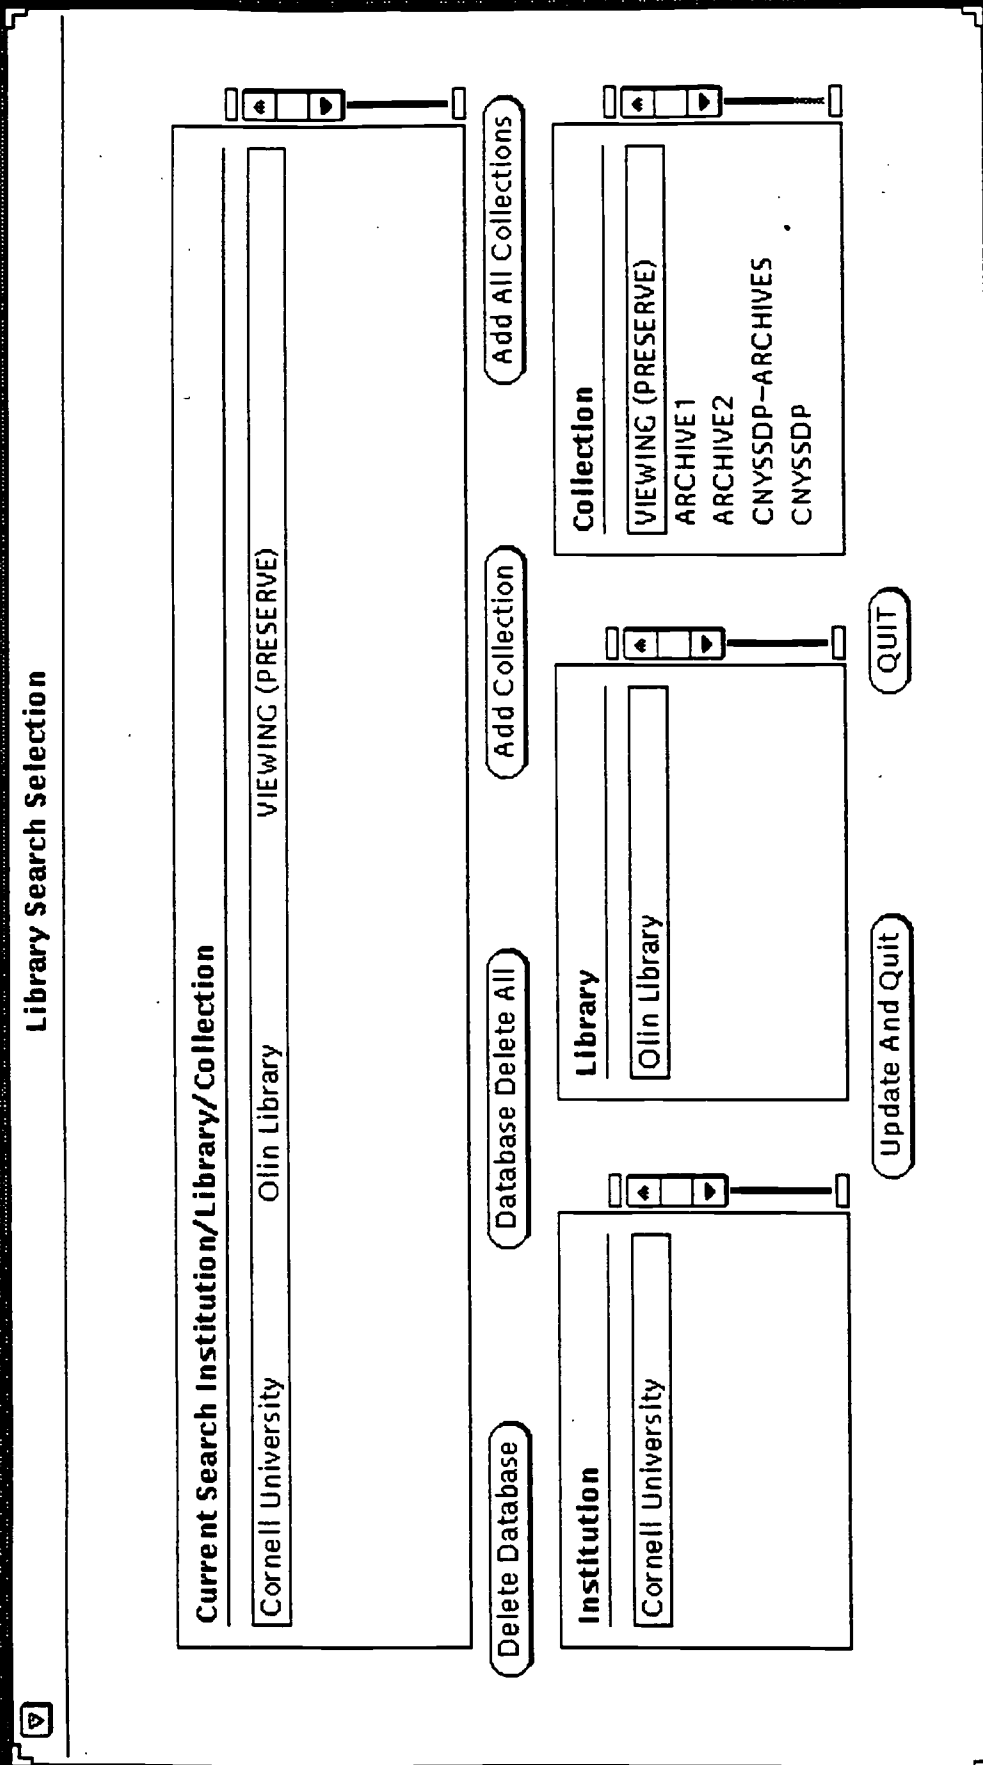 Library Search Selection
Current Search Institution/Library/Collection
Cornell University Olin Library VIEWING (PRESERVE)
Delete Database Database Delete All Add Collection Add All Collections
Institution
Cornell University
Library
Olin Library
Collection
VIEWING (PRESERVE)
ARCHIVE1
ARCHIVE2
CNYSSDP-ARCHIVES
CNYSSDP
Update And Quit QUIT